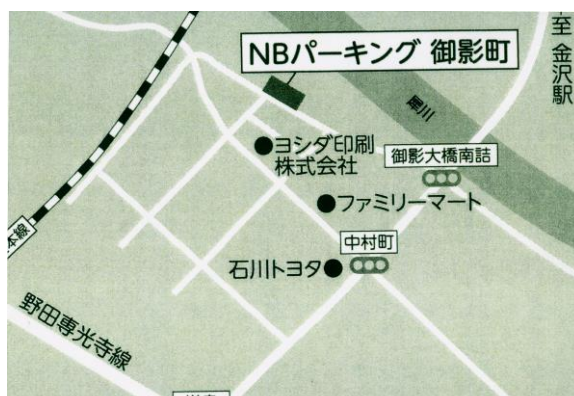 至 金沢駅
NBパーキング 御影町
犀川
ヨシダ印刷
株式会社
御影大橋南詰
ファミリーマート
中村町
石川トヨタ
本線
野田専光寺線